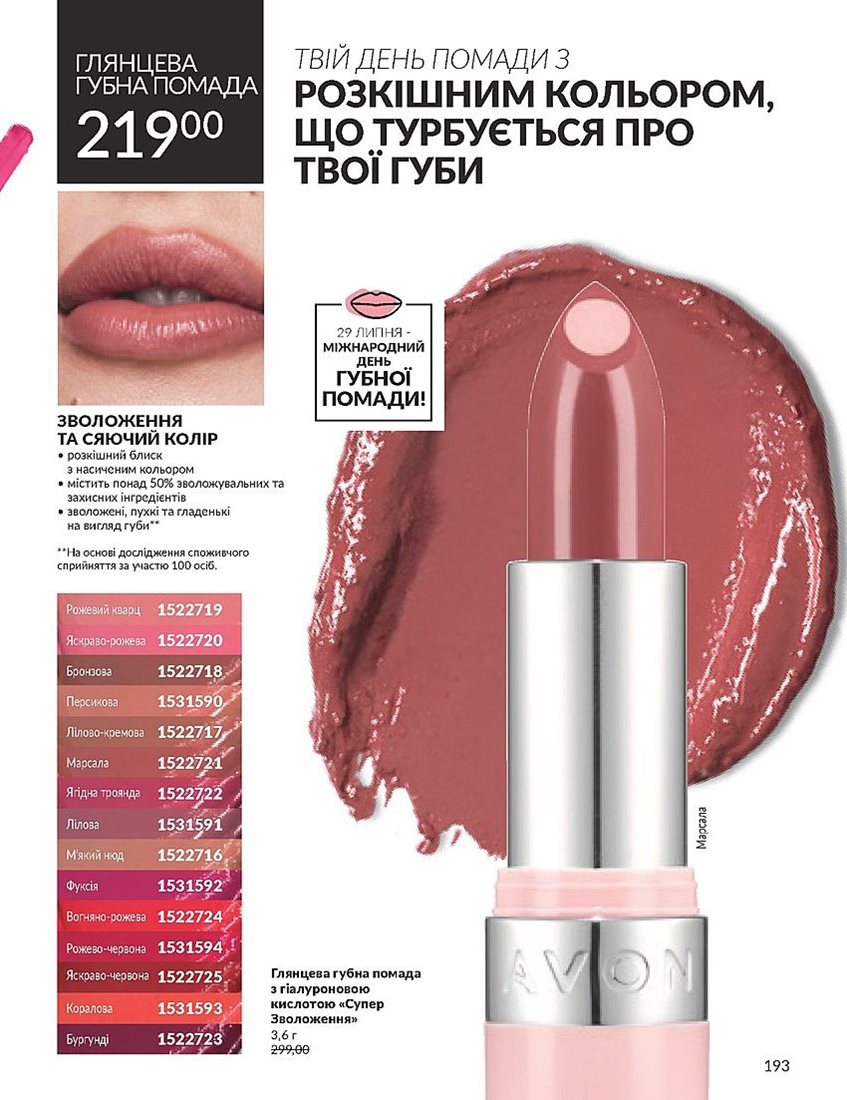 ГЛЯНЦЕВА
ГУБНА ПОМАДА
219⁰⁰
ТВІЙ ДЕНЬ ПОМАДИ З
РОЗКІШНИМ КОЛЬОРОМ,
ЩО ТУРБУЄТЬСЯ ПРО
ТВОЇ ГУБИ
29 ЛИПНЯ -
МІЖНАРОДНИЙ
ДЕНЬ
ГУБНОЇ
ПОМАДИ!
ЗВОЛОЖЕННЯ
ТА СЯЮЧИЙ КОЛІР
• розкішний блиск
з насиченим кольором
• містить понад 50% зволожувальних та
захисних інгредієнтів
• зволожені, пухкі та гладенькі
на вигляд губи**
**На основі дослідження споживчого
сприйняття за участю 100 осіб.
Рожевий кварц 1522719
Яскраво-рожева 1522720
Бронзова 1522718
Персикова 1531590
Лілово-кремова 1522717
Марсала 1522721
Ягідна троянда 1522722
Лілова 1531591
М'який нюд 1522716
Фуксія 1531592
Вогняно-рожева 1522724
Рожево-червона 1531594
Яскраво-червона 1522725
Коралова 1531593
Бургунді 1522723
Глянцева губна помада
з гіалуроновою
кислотою «Супер
Зволоження»
3,6 г
299,00
Марсала
AVON
193